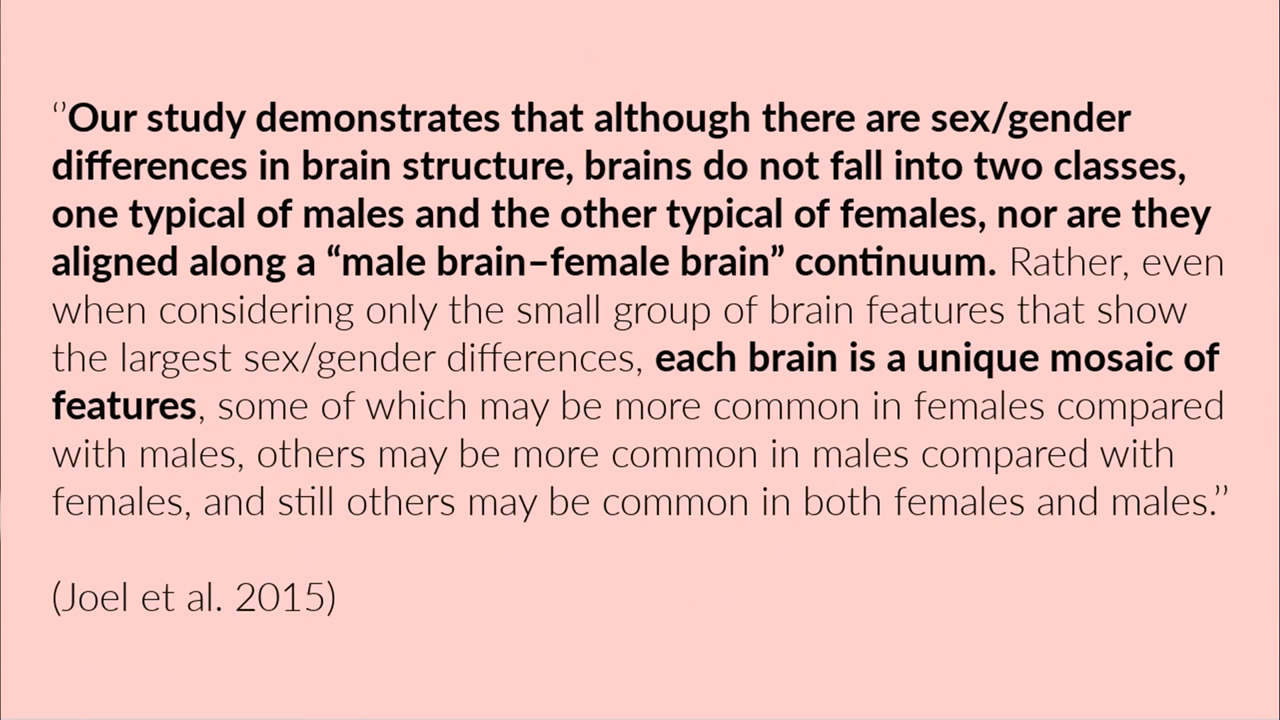 ‘’Our study demonstrates that although there are sex/gender
differences in brain structure, brains do not fall into two classes,
one typical of males and the other typical of females, nor are they
aligned along a “male brain–female brain” continuum. Rather, even
when considering only the small group of brain features that show
the largest sex/gender differences, each brain is a unique mosaic of
features, some of which may be more common in females compared
with males, others may be more common in males compared with
females, and still others may be common in both females and males.’’
(Joel et al. 2015)